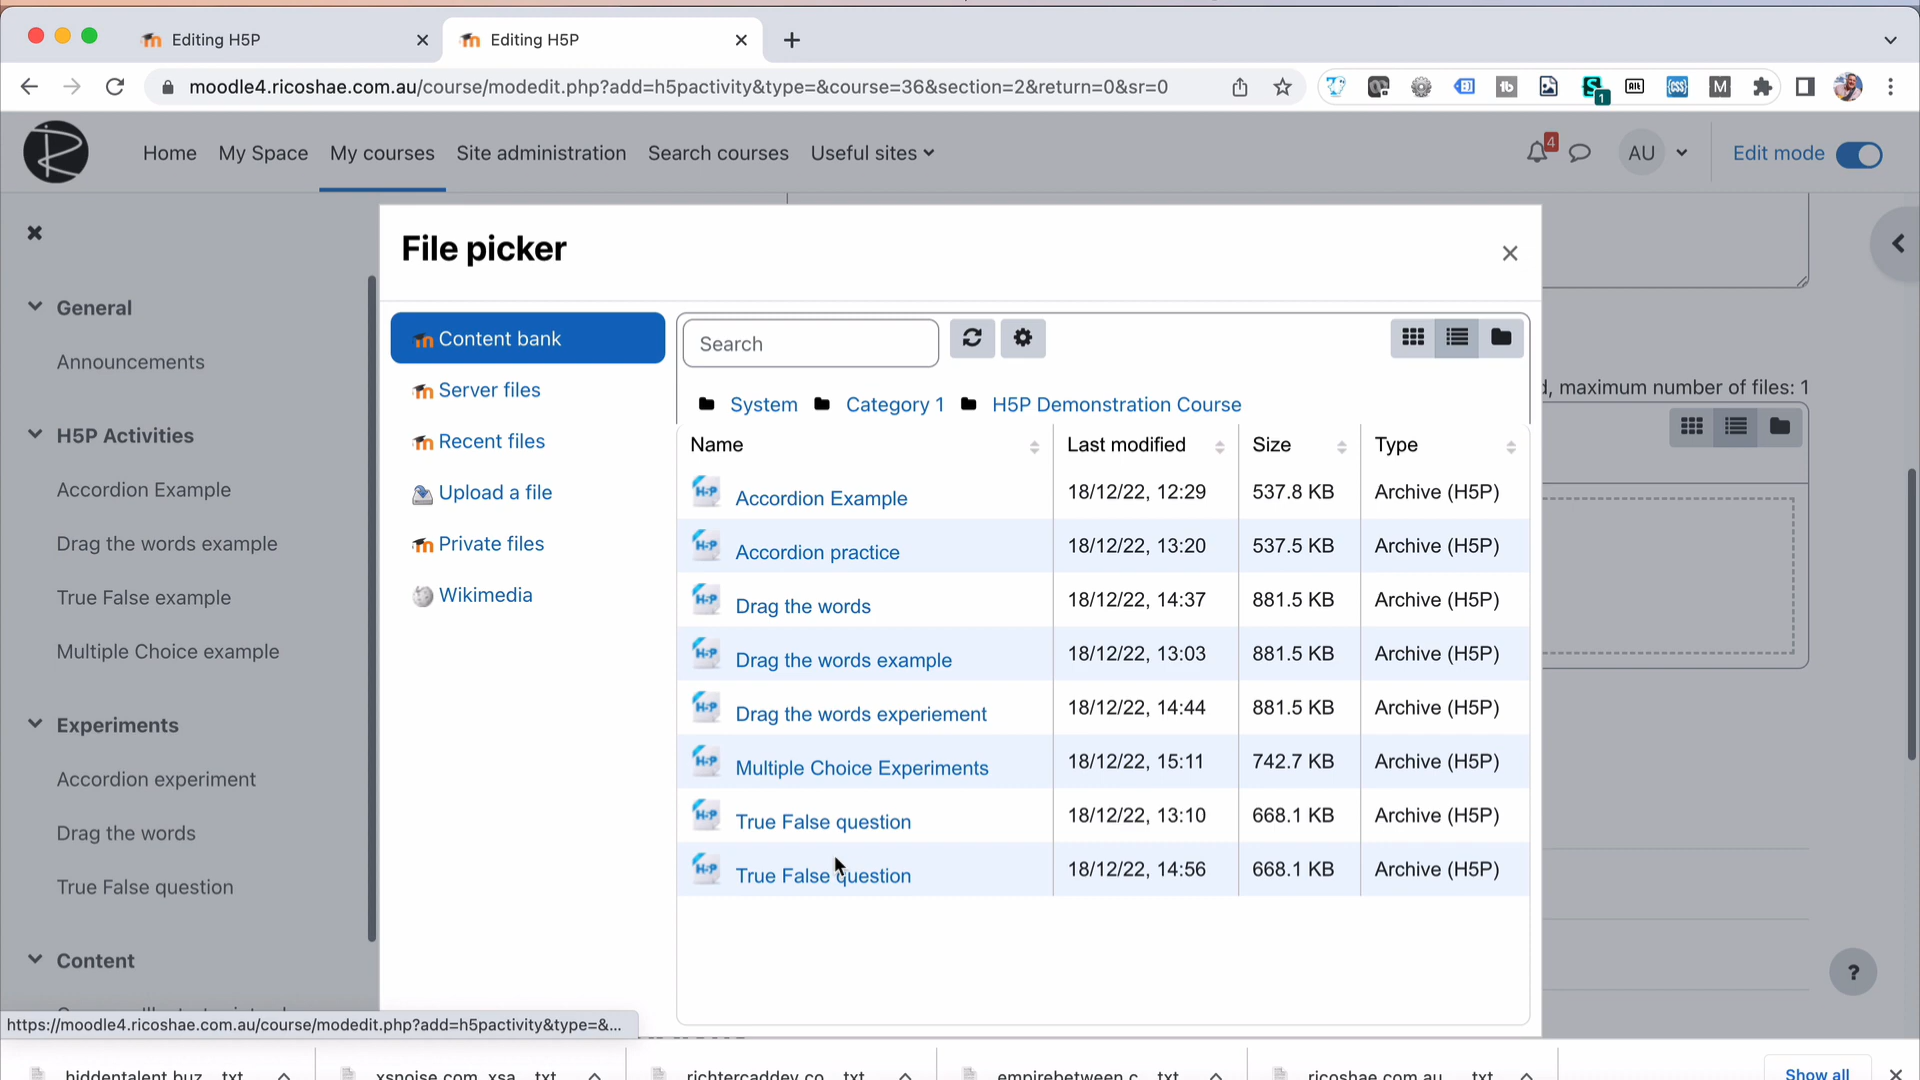 Editing H5P
Editing H5P
moodle4.ricoshae.com.au/course/modedit.php?add=h5pactivity&type=&course=36&section=2&return=0&sr=0
1
Home My Space My courses Site administration Search courses Useful sites
4
AU
Edit mode
File picker
General
Announcements
H5P Activities
Accordion Example
Drag the words example
True False example
Multiple Choice example
Experiments
Accordion experiment
Drag the words
True False question
Content
Content bank
Server files
Recent files
Upload a file
Private files
Wikimedia
Search
System Category 1 H5P Demonstration Course
Name Last modified Size Type
Accordion Example 18/12/22, 12:29 537.8 KB Archive (H5P)
Accordion practice 18/12/22, 13:20 537.5 KB Archive (H5P)
Drag the words 18/12/22, 14:37 881.5 KB Archive (H5P)
Drag the words example 18/12/22, 13:03 881.5 KB Archive (H5P)
Drag the words experiement 18/12/22, 14:44 881.5 KB Archive (H5P)
Multiple Choice Experiments 18/12/22, 15:11 742.7 KB Archive (H5P)
True False question 18/12/22, 13:10 668.1 KB Archive (H5P)
True False question 18/12/22, 14:56 668.1 KB Archive (H5P)
, maximum number of files: 1
?
https://moodle4.ricoshae.com.au/course/modedit.php?add=h5pactivity&type=&...
hiddentalent.buz....txt xsnoise.com_xsa....txt richtercaddev.co....txt empirebetween.c....txt ricoshae.com.au_....txt Show all